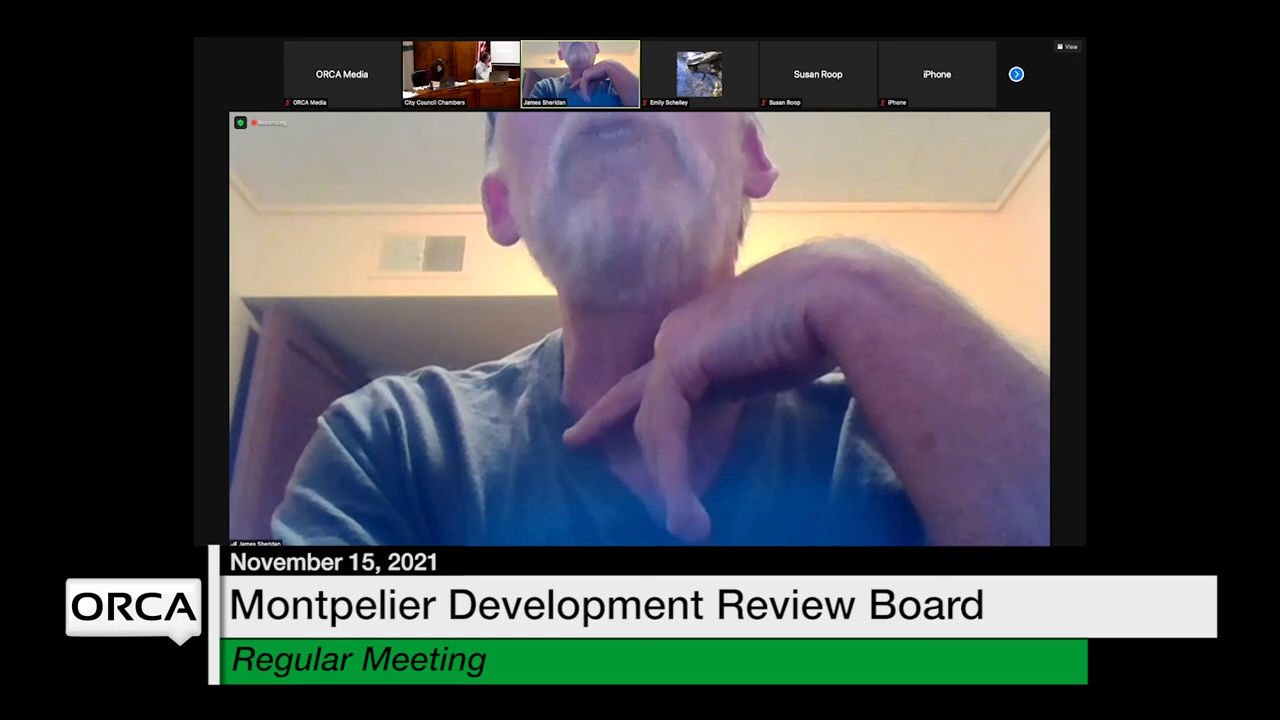 View
ORCA Media
Susan Roop
iPhone
ORCA Media
City Council Chambers
James Sheridan
Emily Schelley
Susan Roop
iPhone
Recording
James Sheridan
November 15, 2021
ORCA
Montpelier Development Review Board
Regular Meeting